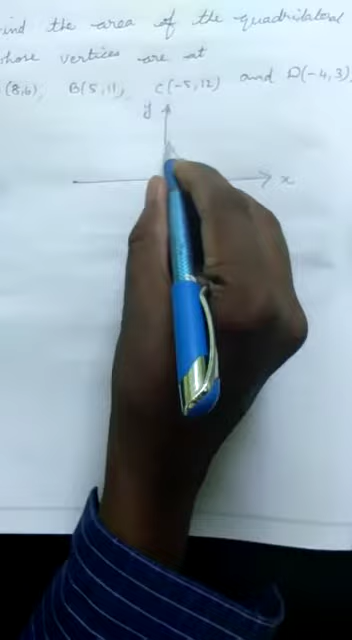 ind the area of the quadrilateral
hose vertices are at
(8,6), B(5,11), C(-5,12) and D(-4,3).
y
x